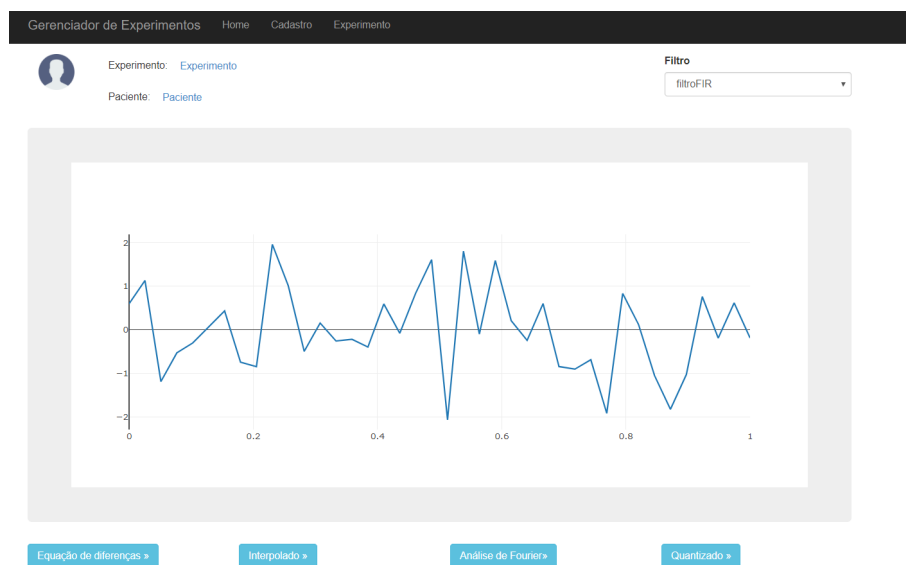 Gerenciador de Experimentos Home Cadastro Experimento
Experimento: Experimento
Paciente: Paciente
Filtro
filtroFIR
2
1
0
−1
−2
0 0.2 0.4 0.6 0.8 1
Equação de diferenças » Interpolado » Análise de Fourier» Quantizado »